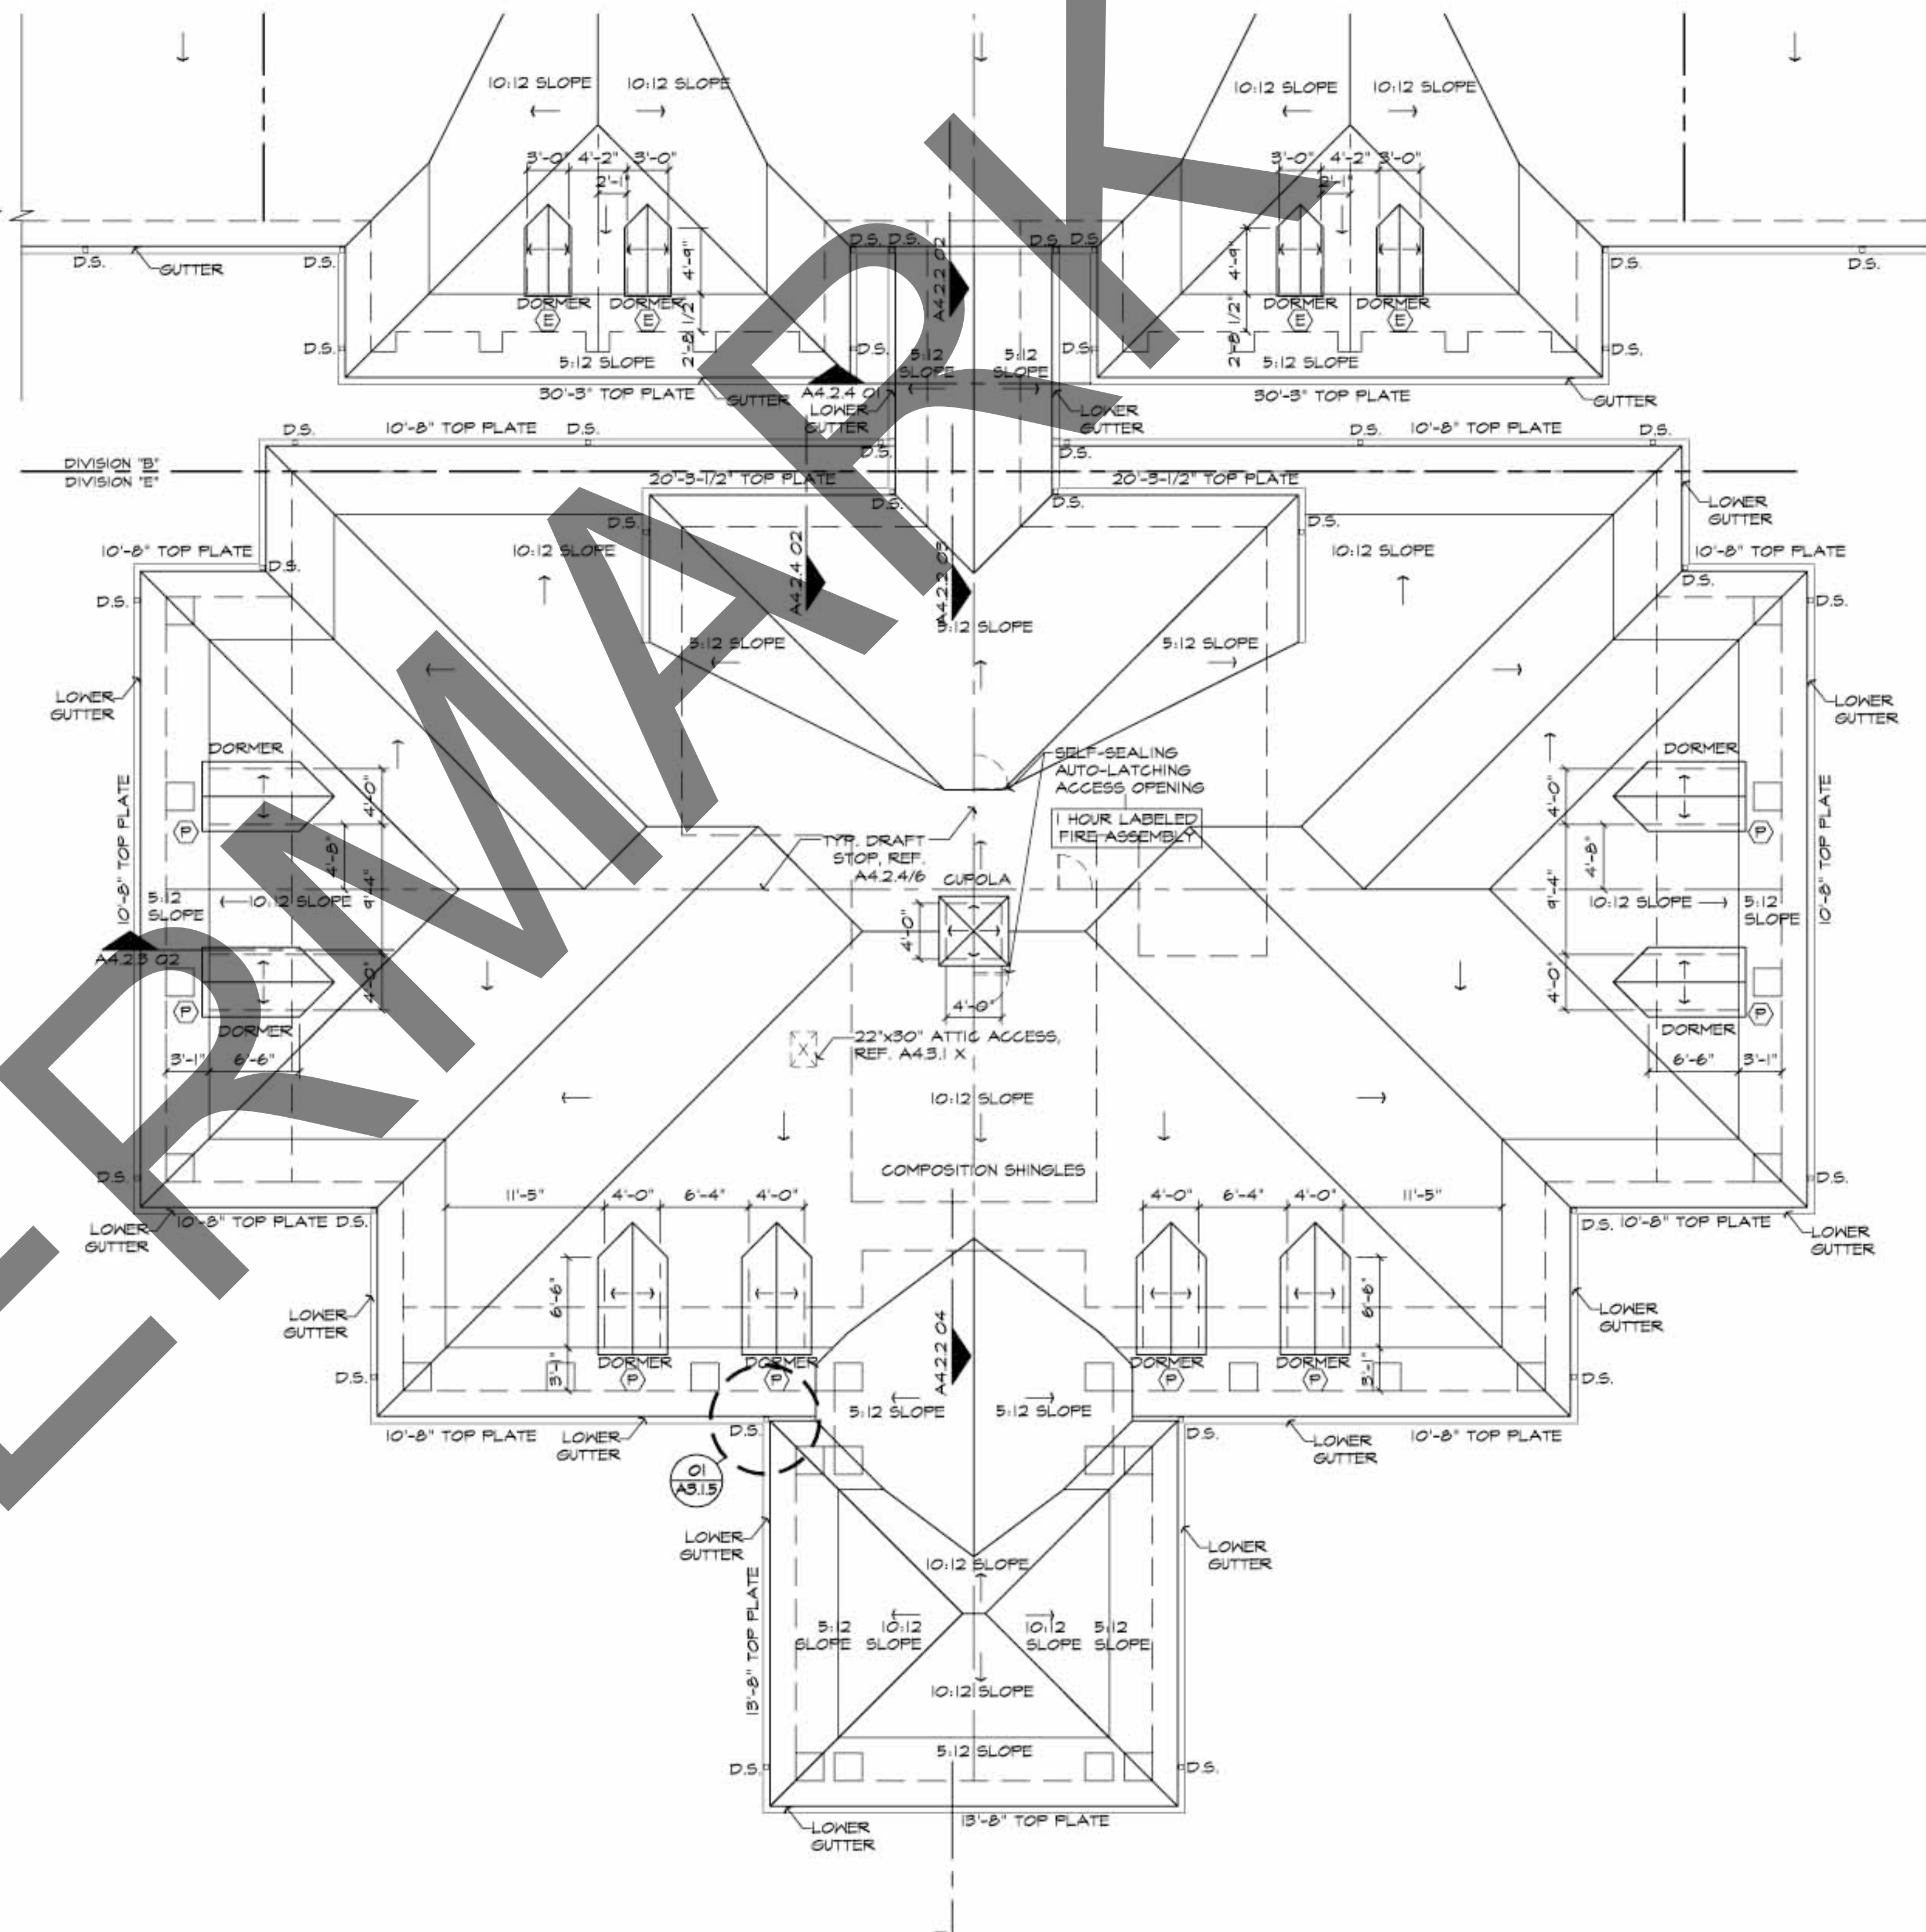 10:12 SLOPE
10:12 SLOPE
10:12 SLOPE
10:12 SLOPE
3'-0" 4'-2" 3'-0"
2'-1"
3'-0" 4'-2" 3'-0"
2'-1"
D.S. D.S.
D.S. D.S.
D.S.
GUTTER
D.S.
4'-9"
A4.2.2 02
4'-9"
D.S.
D.S.
DORMER
DORMER
DORMER
DORMER
E
E
E
E
2'-8 1/2"
2'-8 1/2"
D.S.
5:12 SLOPE
D.S.
5:12
SLOPE
5:12
SLOPE
D.S.
5:12 SLOPE
D.S.
30'-3" TOP PLATE
GUTTER
A4.2.4 01
LOWER
GUTTER
LOWER
GUTTER
30'-3" TOP PLATE
GUTTER
D.S.
10'-8" TOP PLATE
D.S.
D.S.
10'-8" TOP PLATE
D.S.
D.S.
D.S.
DIVISION "B"
DIVISION "E"
20'-3-1/2" TOP PLATE
20'-3-1/2" TOP PLATE
D.S.
D.S.
LOWER
GUTTER
D.S.
D.S.
10'-8" TOP PLATE
10:12 SLOPE
A4.2.4 02
A4.2.2 03
10:12 SLOPE
10'-8" TOP PLATE
D.S.
D.S.
D.S.
D.S.
5:12 SLOPE
5:12 SLOPE
5:12 SLOPE
LOWER
GUTTER
LOWER
GUTTER
DORMER
DORMER
SELF-SEALING
AUTO-LATCHING
ACCESS OPENING
1 HOUR LABELED
FIRE ASSEMBLY
10'-8" TOP PLATE
4'-0"
4'-0"
10'-8" TOP PLATE
P
P
4'-8"
4'-8"
TYP. DRAFT
STOP, REF.
A4.2.4/6
CUPOLA
9'-4"
9'-4"
5:12
SLOPE
10:12 SLOPE
10:12 SLOPE
5:12
SLOPE
4'-0"
A4.2.3 02
4'-0"
4'-0"
4'-0"
P
P
DORMER
DORMER
22"x30" ATTIC ACCESS,
REF. A4.3.1 X
X
3'-1" 6'-6"
6'-6" 3'-1"
10:12 SLOPE
COMPOSITION SHINGLES
D.S.
D.S.
11'-5" 4'-0" 6'-4" 4'-0"
4'-0" 6'-4" 4'-0" 11'-5"
LOWER
GUTTER
10'-8" TOP PLATE D.S.
D.S. 10'-8" TOP PLATE
LOWER
GUTTER
6'-6"
6'-6"
LOWER
GUTTER
LOWER
GUTTER
A4.2.2 04
3'-1"
DORMER
DORMER
DORMER
DORMER
3'-1"
D.S.
P
P
P
P
D.S.
5:12 SLOPE
5:12 SLOPE
D.S.
D.S.
10'-8" TOP PLATE
LOWER
GUTTER
LOWER
GUTTER
10'-8" TOP PLATE
01
A3.1.5
LOWER
GUTTER
LOWER
GUTTER
10:12 SLOPE
13'-8" TOP PLATE
5:12
SLOPE
10:12
SLOPE
10:12
SLOPE
5:12
SLOPE
10:12 SLOPE
5:12 SLOPE
D.S.
D.S.
LOWER
GUTTER
13'-8" TOP PLATE
ERMARK